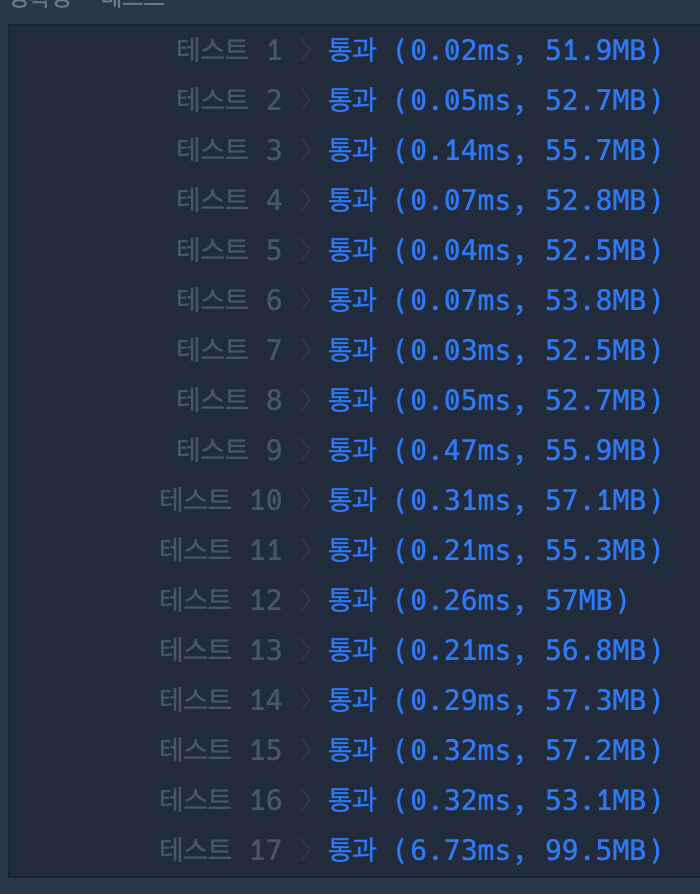 테스트 1 〉 통과 (0.02ms, 51.9MB)
테스트 2 〉 통과 (0.05ms, 52.7MB)
테스트 3 〉 통과 (0.14ms, 55.7MB)
테스트 4 〉 통과 (0.07ms, 52.8MB)
테스트 5 〉 통과 (0.04ms, 52.5MB)
테스트 6 〉 통과 (0.07ms, 53.8MB)
테스트 7 〉 통과 (0.03ms, 52.5MB)
테스트 8 〉 통과 (0.05ms, 52.7MB)
테스트 9 〉 통과 (0.47ms, 55.9MB)
테스트 10 〉 통과 (0.31ms, 57.1MB)
테스트 11 〉 통과 (0.21ms, 55.3MB)
테스트 12 〉 통과 (0.26ms, 57MB)
테스트 13 〉 통과 (0.21ms, 56.8MB)
테스트 14 〉 통과 (0.29ms, 57.3MB)
테스트 15 〉 통과 (0.32ms, 57.2MB)
테스트 16 〉 통과 (0.32ms, 53.1MB)
테스트 17 〉 통과 (6.73ms, 99.5MB)